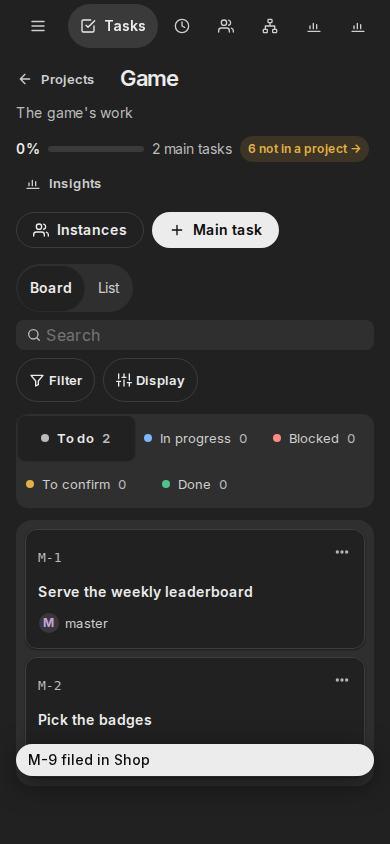 Tasks
Projects
Game
The game's work
0% 2 main tasks 6 not in a project →
Insights
Instances
Main task
Board List
Search
Filter Display
To do 2 In progress 0 Blocked 0
To confirm 0 Done 0
M-1
Serve the weekly leaderboard
M master
M-2
Pick the badges
M-9 filed in Shop